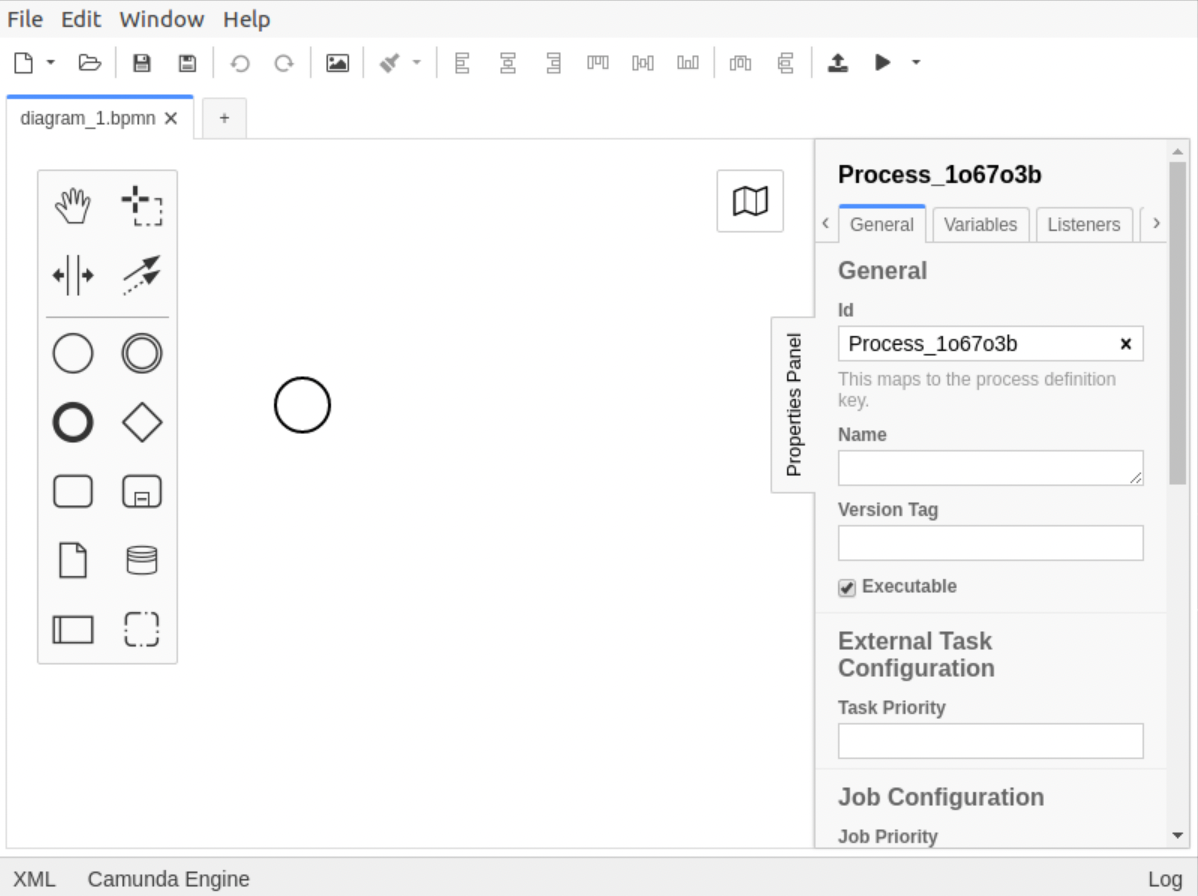 File Edit Window Help
diagram_1.bpmn ✕ +
Process_1o67o3b
General Variables Listeners
General
Id
Process_1o67o3b
This maps to the process definition
key.
Name
Properties Panel
Version Tag
Executable
External Task
Configuration
Task Priority
Job Configuration
Job Priority
XML Camunda Engine Log